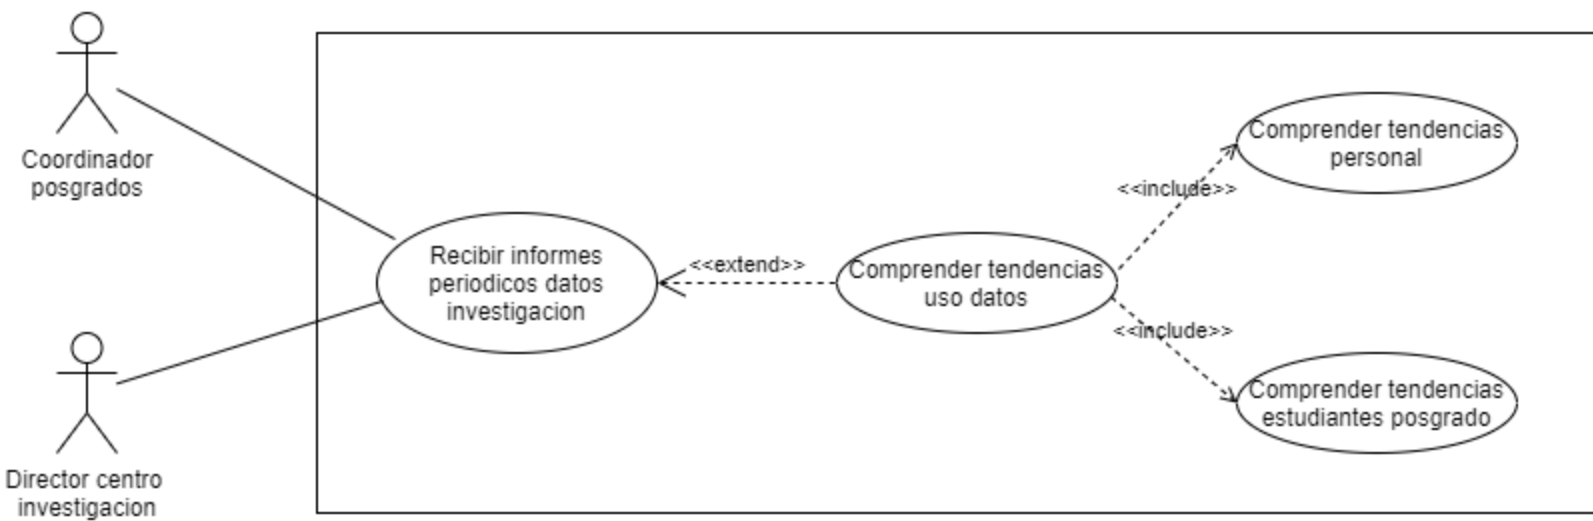 Coordinador
posgrados
Director centro
investigacion
Recibir informes
periodicos datos
investigacion
<<extend>>
Comprender tendencias
uso datos
<<include>>
<<include>>
Comprender tendencias
personal
Comprender tendencias
estudiantes posgrado